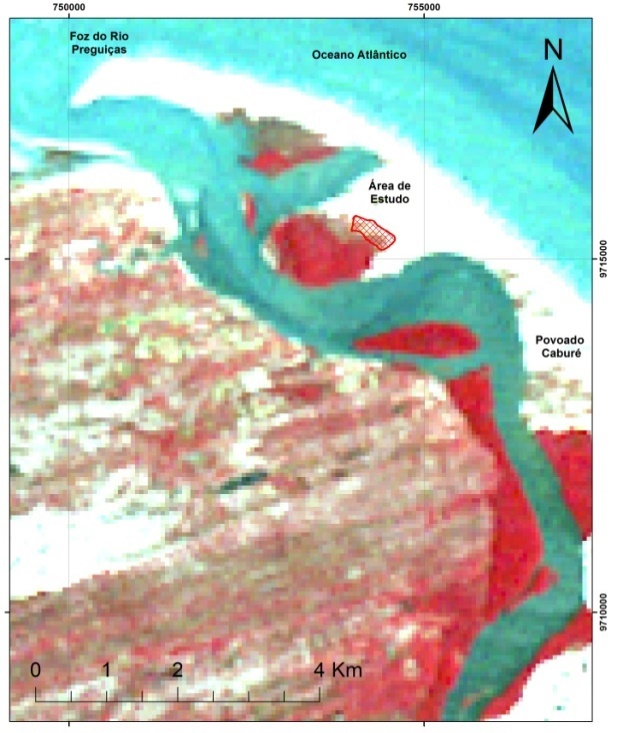 750000
755000
Foz do Rio
Preguiças
Oceano Atlântico
N
Área de
Estudo
9715000
Povoado
Caburé
9710000
0 1 2 4 Km